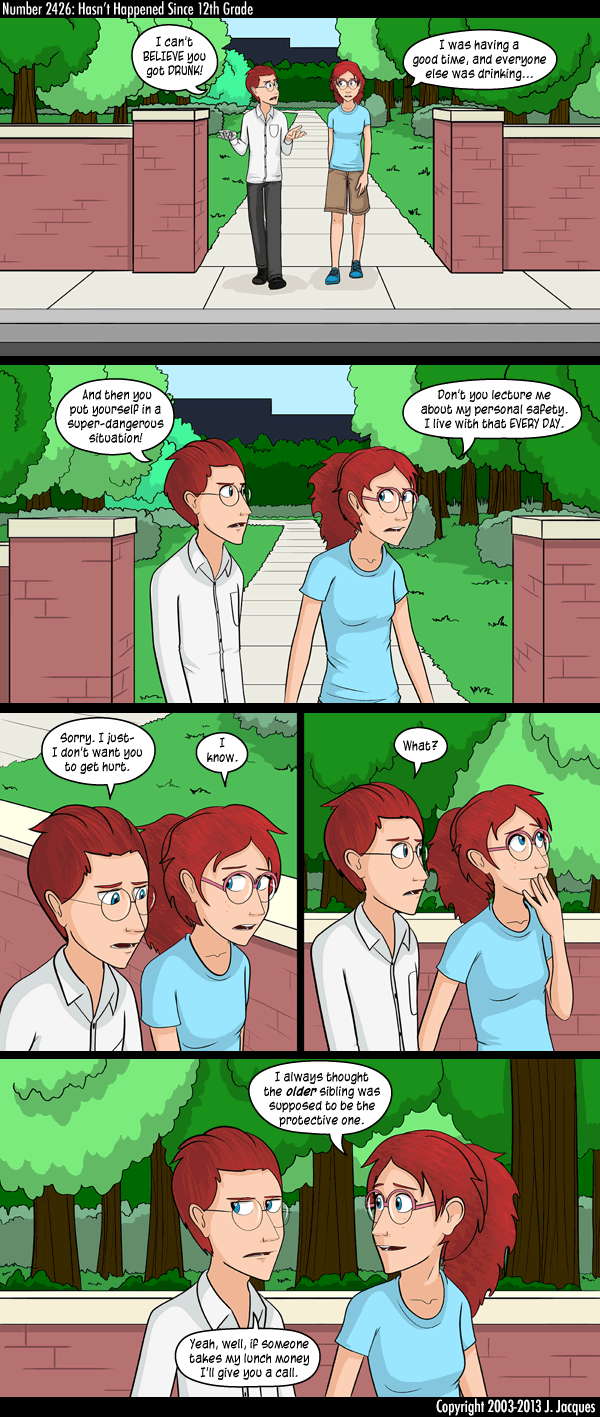 Number 2426: Hasn't Happened Since 12th Grade
I can't
BELIEVE you
got DRUNK!
I was having a
good time, and everyone
else was drinking...
And then you
put yourself in a
super-dangerous
situation!
Don't you lecture me
about my personal safety.
I live with that EVERY DAY.
Sorry. I just-
I don't want you
to get hurt.
I
know.
What?
I always thought
the older sibling was
supposed to be the
protective one.
Yeah, well, if someone
takes my lunch money
I'll give you a call.
Copyright 2003-2013 J. Jacques